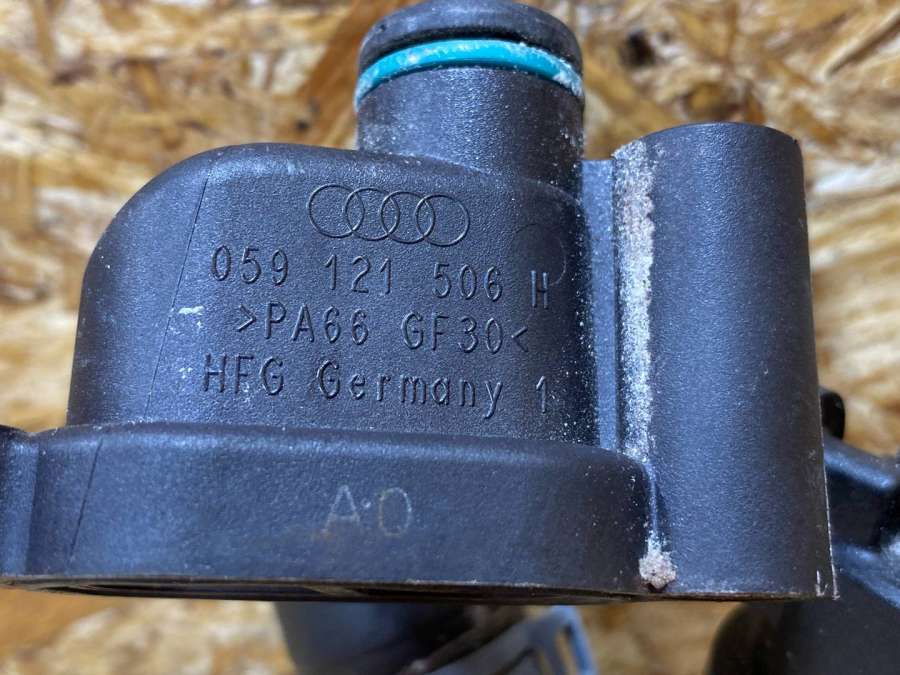 059 121 506 H
>PA66 GF30<
HFG Germany 1
A:0